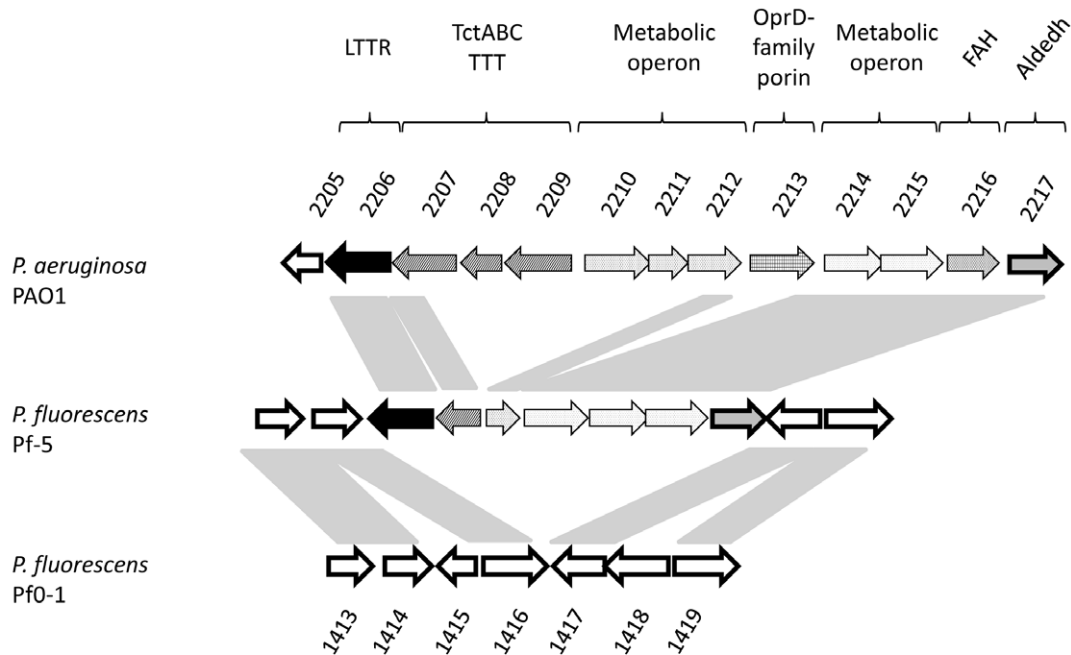 LTTR
TctABC
TTT
Metabolic
operon
OprD-
family
porin
Metabolic
operon
FAH
Aldedh
2205
2206
2207
2208
2209
2210
2211
2212
2213
2214
2215
2216
2217
P. aeruginosa
PAO1
P. fluorescens
Pf-5
P. fluorescens
Pf0-1
1413
1414
1415
1416
1417
1418
1419